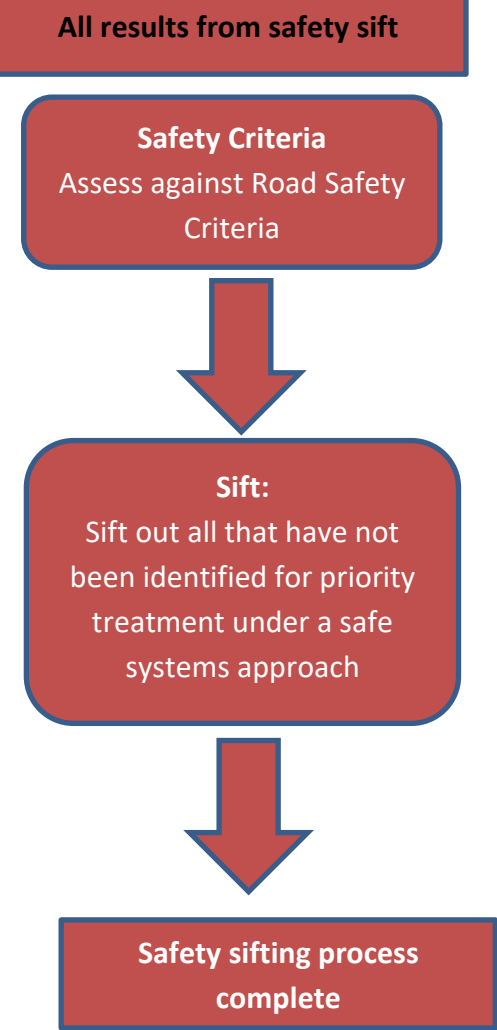 All results from safety sift
Safety Criteria
Assess against Road Safety
Criteria
Sift:
Sift out all that have not
been identified for priority
treatment under a safe
systems approach
Safety sifting process
complete